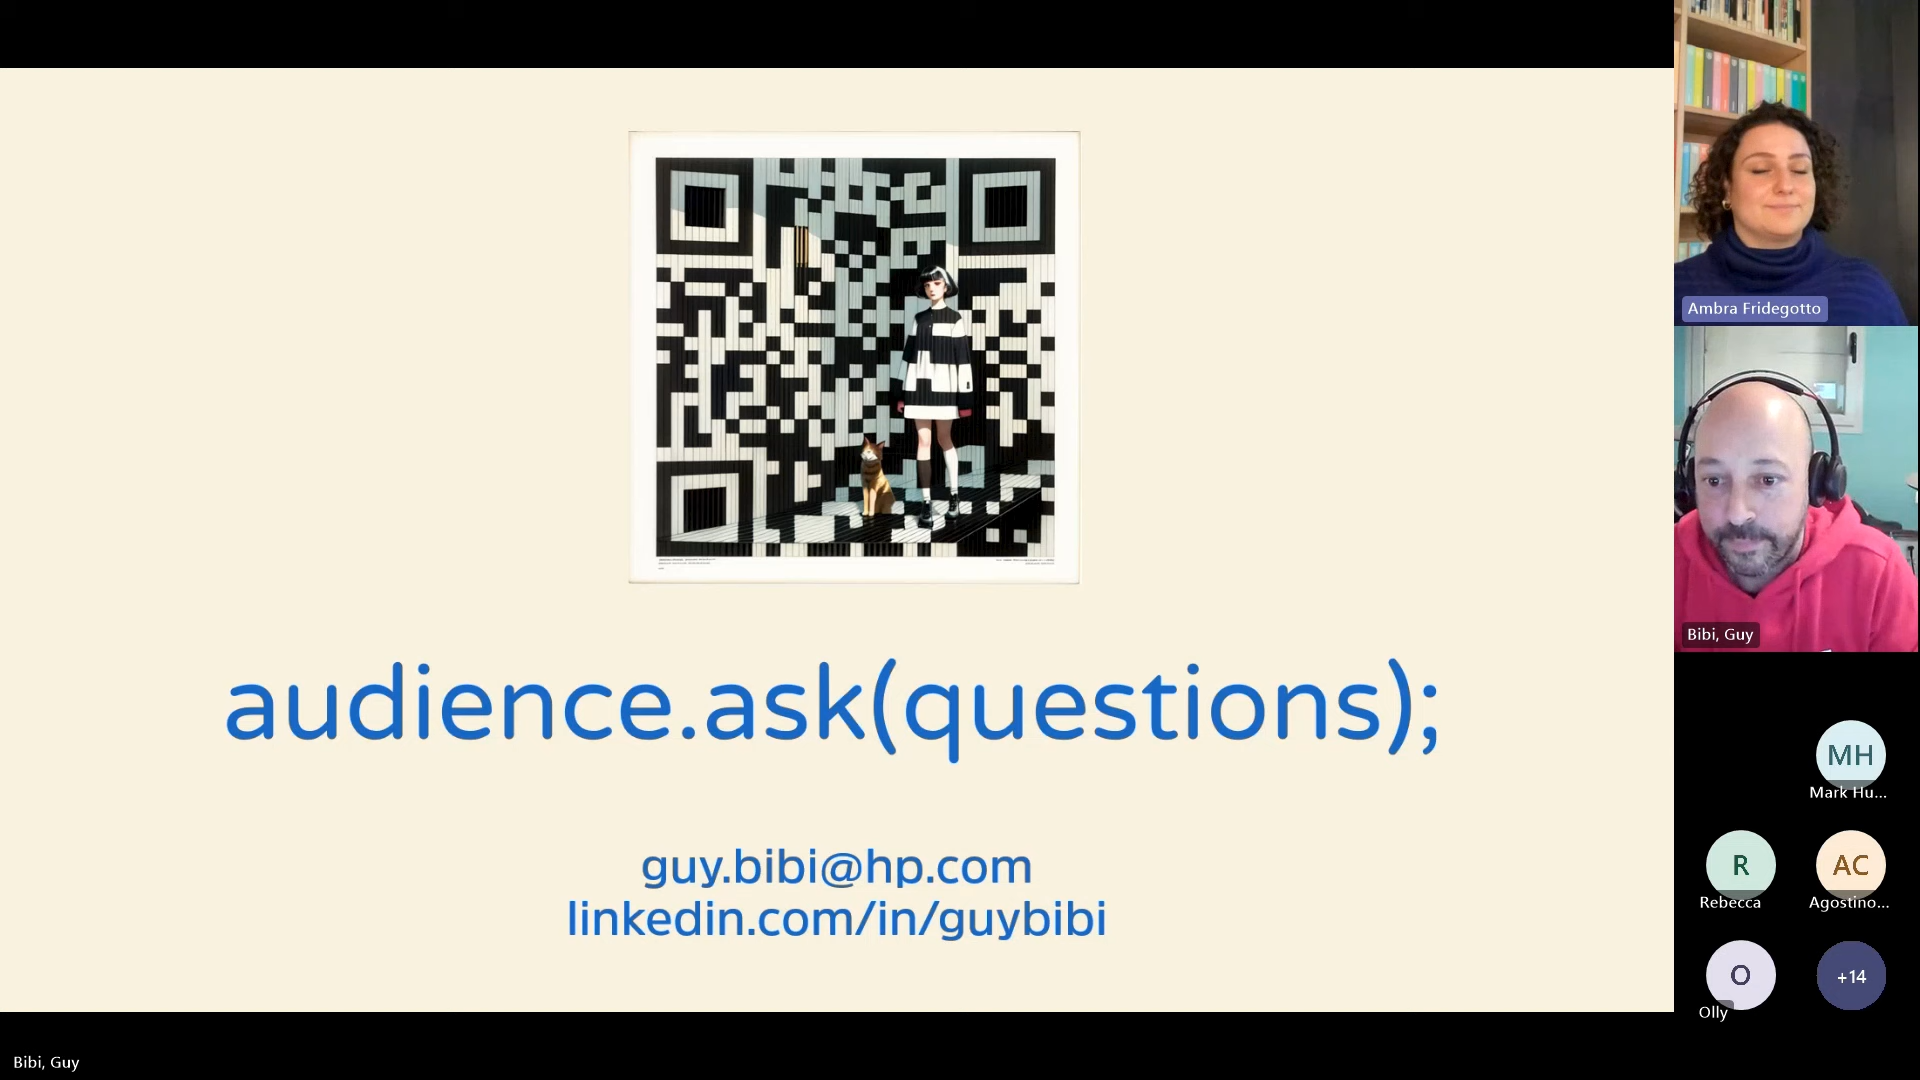 audience.ask(questions);
guy.bibi@hp.com
linkedin.com/in/guybibi
Ambra Fridegotto
Bibi, Guy
MH
Mark Hu...
R
Rebecca
AC
Agostino...
O
Olly
+14
Bibi, Guy